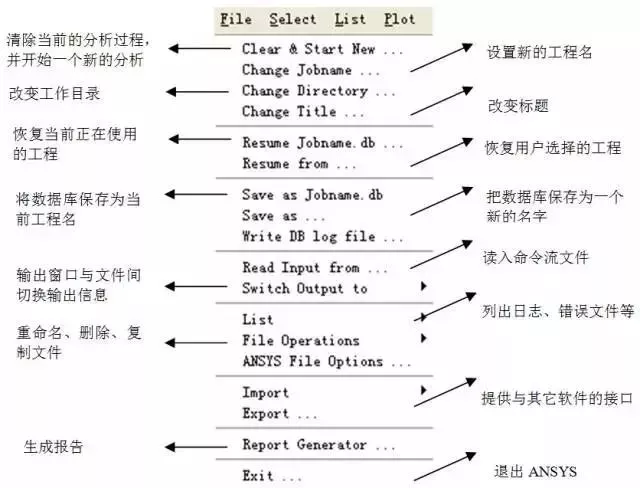 File Select List Plot
清除当前的分析过程，
并开始一个新的分析
Clear & Start New ...
设置新的工程名
Change Jobname ...
改变工作目录
Change Directory ...
改变标题
Change Title ...
恢复当前正在使用
的工程
Resume Jobname.db ...
Resume from ...
恢复用户选择的工程
将数据库保存为当
前工程名
Save as Jobname.db
Save as ...
把数据库保存为一个
新的名字
Write DB log file ...
Read Input from ...
读入命令流文件
输出窗口与文件间
切换输出信息
Switch Output to
List
列出日志、错误文件等
重命名、删除、复
制文件
File Operations
ANSYS File Options ...
Import
Export ...
提供与其它软件的接口
生成报告
Report Generator ...
Exit ...
退出 ANSYS